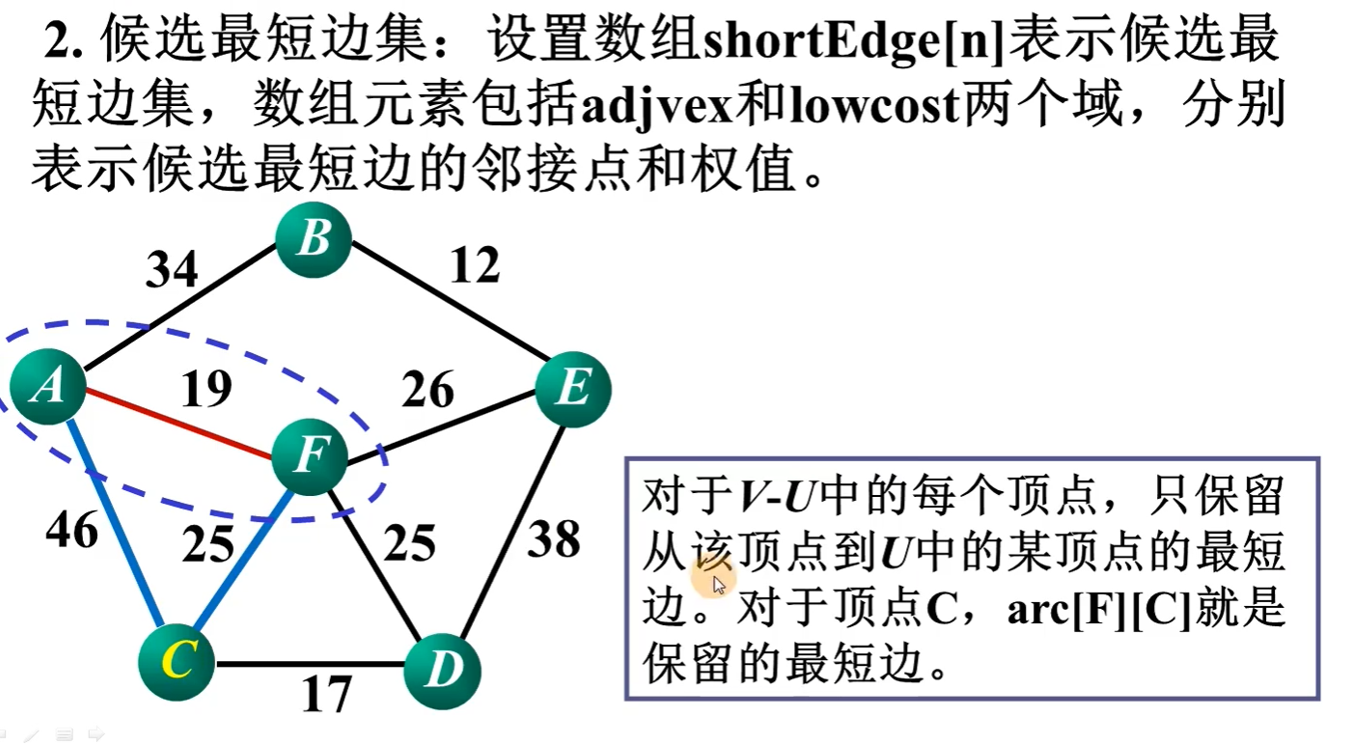 2. 候选最短边集：设置数组shortEdge[n]表示候选最
短边集，数组元素包括adjvex和lowcost两个域，分别
表示候选最短边的邻接点和权值。
B
34
12
A
19
26
E
F
46
25
25
38
C
D
17
对于V-U中的每个顶点，只保留
从该顶点到U中的某顶点的最短
边。对于顶点C，arc[F][C]就是
保留的最短边。